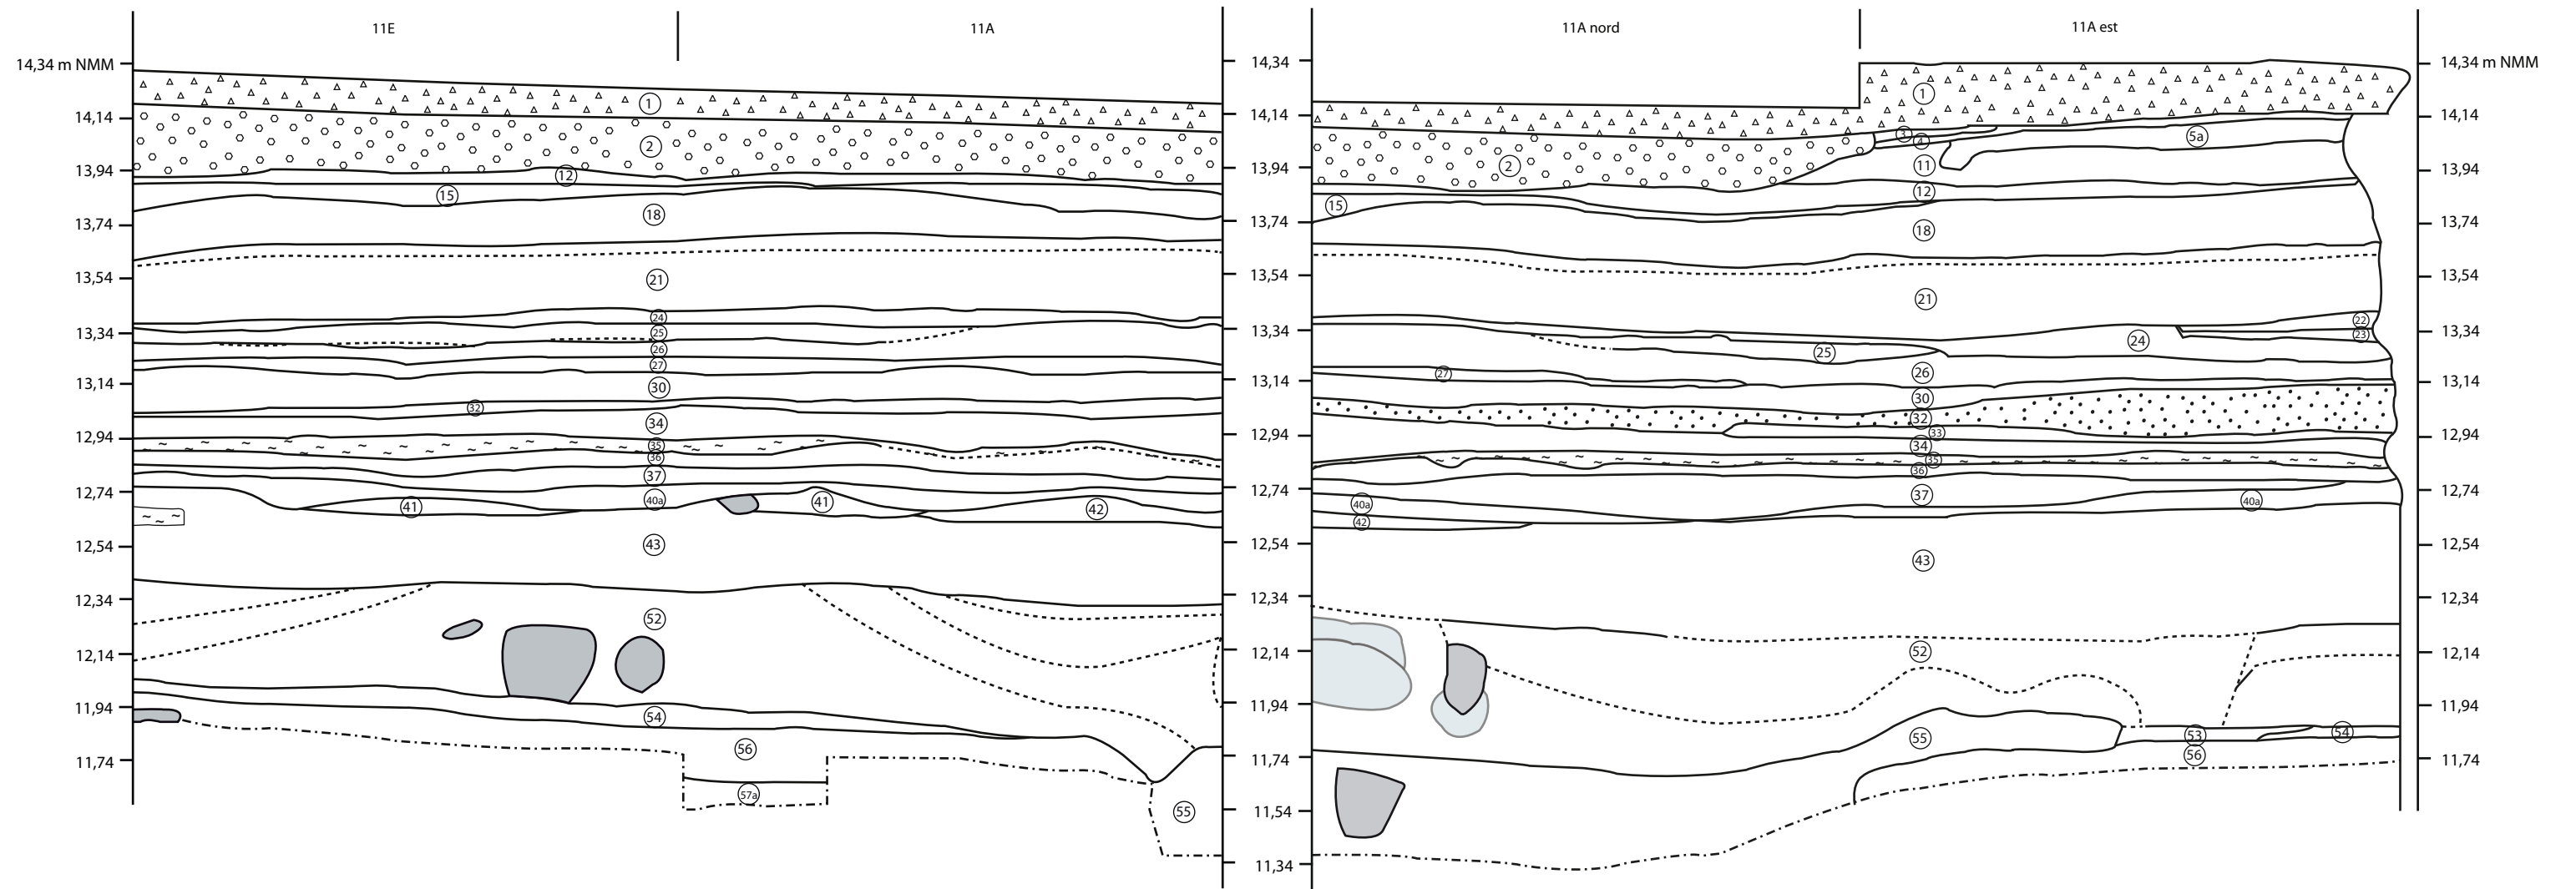 11E 11A 11A nord 11A est
14,34 m NMM 14,34 14,34 m NMM
1 1
14,14 14,14 14,14
3 4 5a
2 2 11
13,94 12 13,94 12 13,94
15 15
18 18
13,74 13,74 13,74
13,54 21 13,54 21 13,54
24 22
13,34 25 13,34 24 23 13,34
26 25
27 27 26
13,14 30 13,14 30 13,14
32 32
34 33
12,94 35 12,94 34 12,94
36 35
37 36
12,74 40a 12,74 37 12,74
41 41 42 40a 40a
42
12,54 43 12,54 43 12,54
12,34 52 12,34 12,34
12,14 12,14 52 12,14
11,94 54 11,94 11,94
56 55 53 54
11,74 11,74 56 11,74
57a
55 11,54
11,34